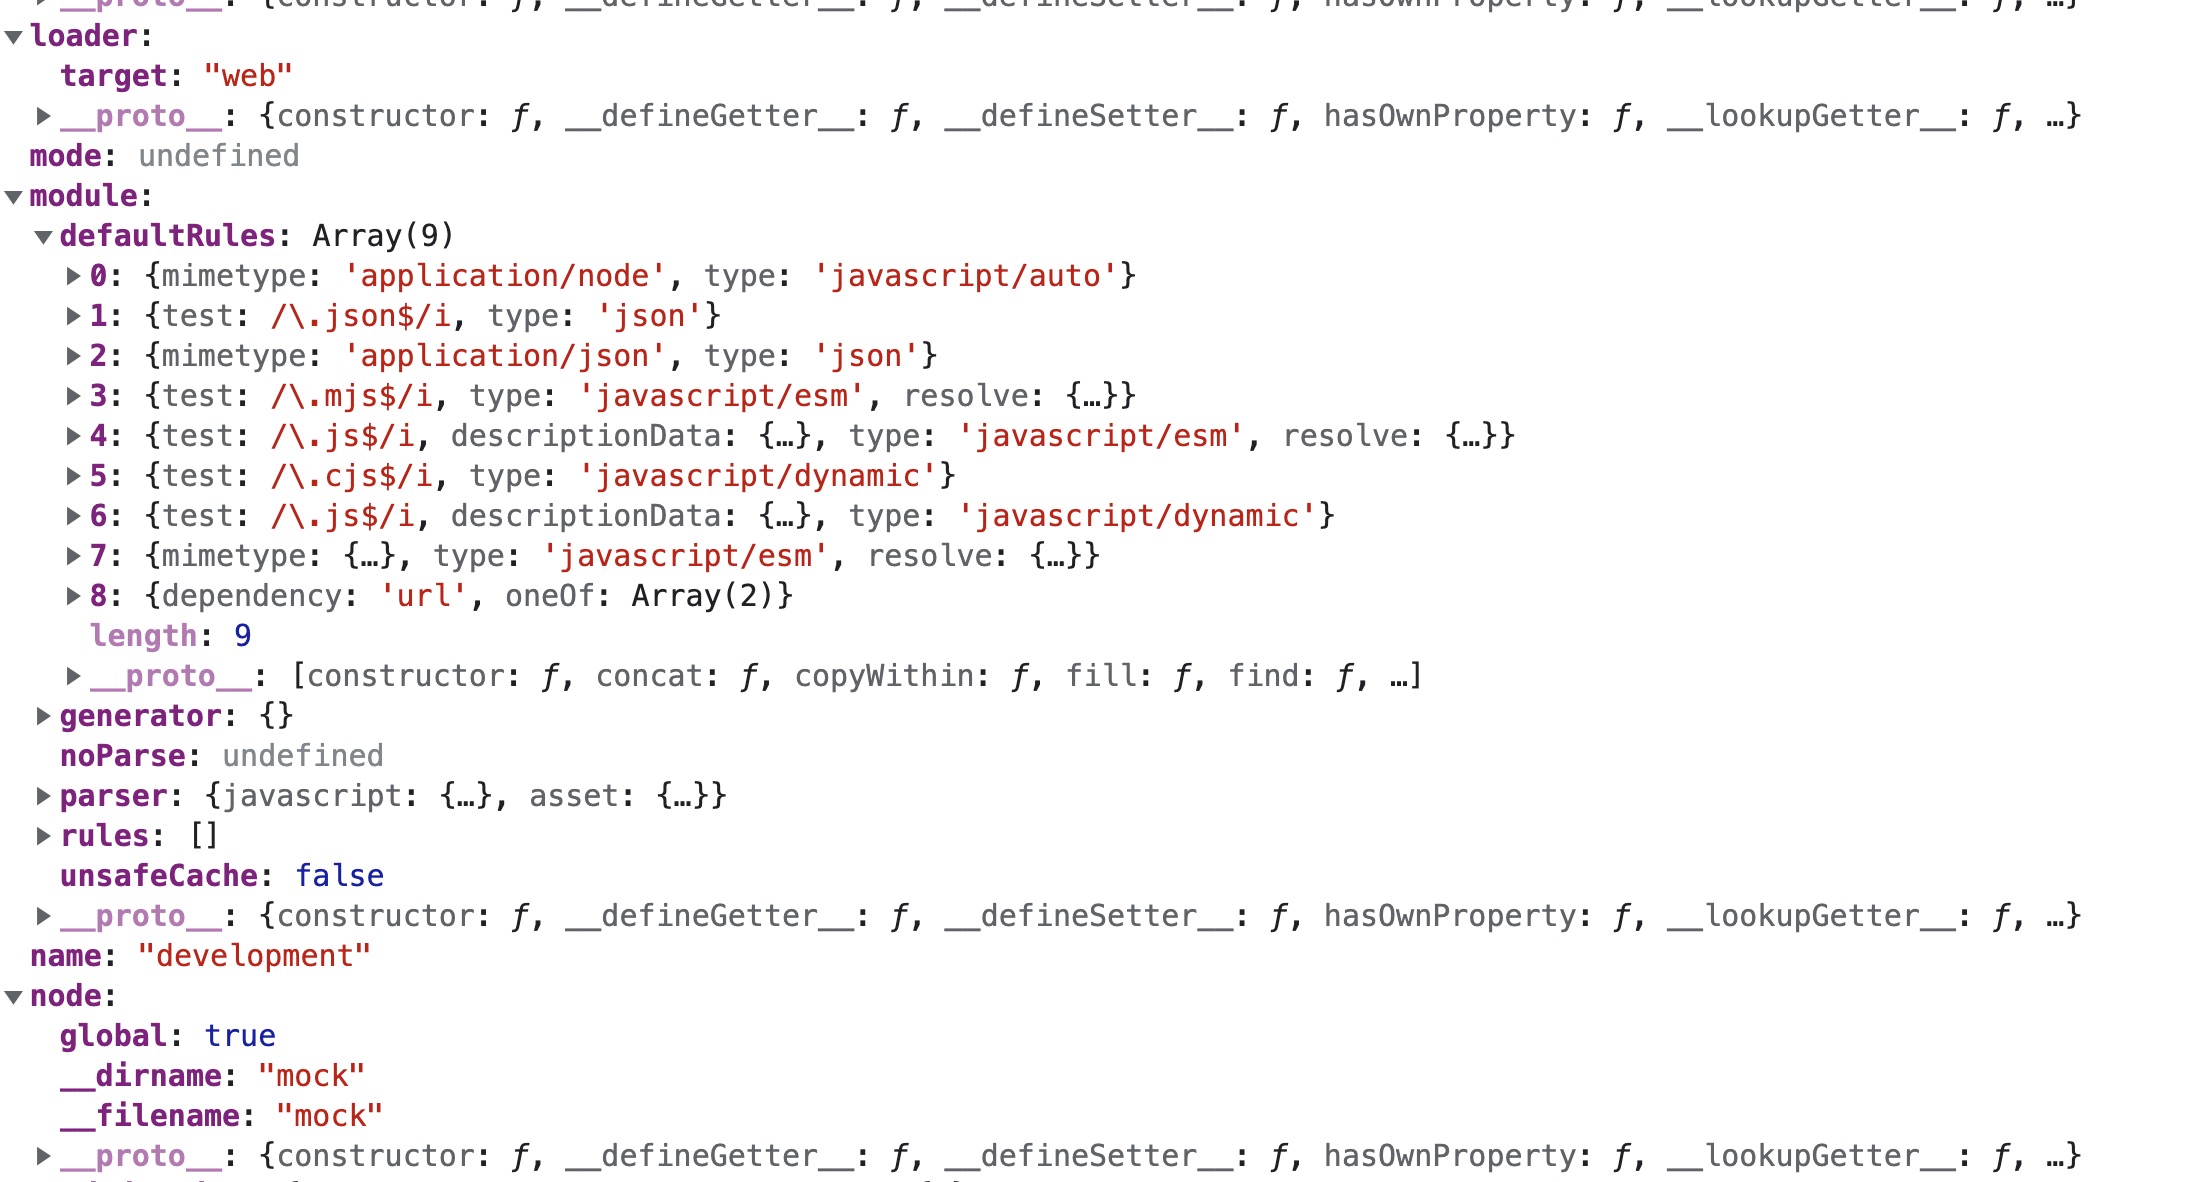 __proto__: {constructor: ƒ, __defineGetter__: ƒ, __defineSetter__: ƒ, hasOwnProperty: ƒ, __lookupGetter__: ƒ, …}
loader:
target: "web"
__proto__: {constructor: ƒ, __defineGetter__: ƒ, __defineSetter__: ƒ, hasOwnProperty: ƒ, __lookupGetter__: ƒ, …}
mode: undefined
module:
defaultRules: Array(9)
0: {mimetype: 'application/node', type: 'javascript/auto'}
1: {test: /\.json$/i, type: 'json'}
2: {mimetype: 'application/json', type: 'json'}
3: {test: /\.mjs$/i, type: 'javascript/esm', resolve: {…}}
4: {test: /\.js$/i, descriptionData: {…}, type: 'javascript/esm', resolve: {…}}
5: {test: /\.cjs$/i, type: 'javascript/dynamic'}
6: {test: /\.js$/i, descriptionData: {…}, type: 'javascript/dynamic'}
7: {mimetype: {…}, type: 'javascript/esm', resolve: {…}}
8: {dependency: 'url', oneOf: Array(2)}
length: 9
__proto__: [constructor: ƒ, concat: ƒ, copyWithin: ƒ, fill: ƒ, find: ƒ, …]
generator: {}
noParse: undefined
parser: {javascript: {…}, asset: {…}}
rules: []
unsafeCache: false
__proto__: {constructor: ƒ, __defineGetter__: ƒ, __defineSetter__: ƒ, hasOwnProperty: ƒ, __lookupGetter__: ƒ, …}
name: "development"
node:
global: true
__dirname: "mock"
__filename: "mock"
__proto__: {constructor: ƒ, __defineGetter__: ƒ, __defineSetter__: ƒ, hasOwnProperty: ƒ, __lookupGetter__: ƒ, …}